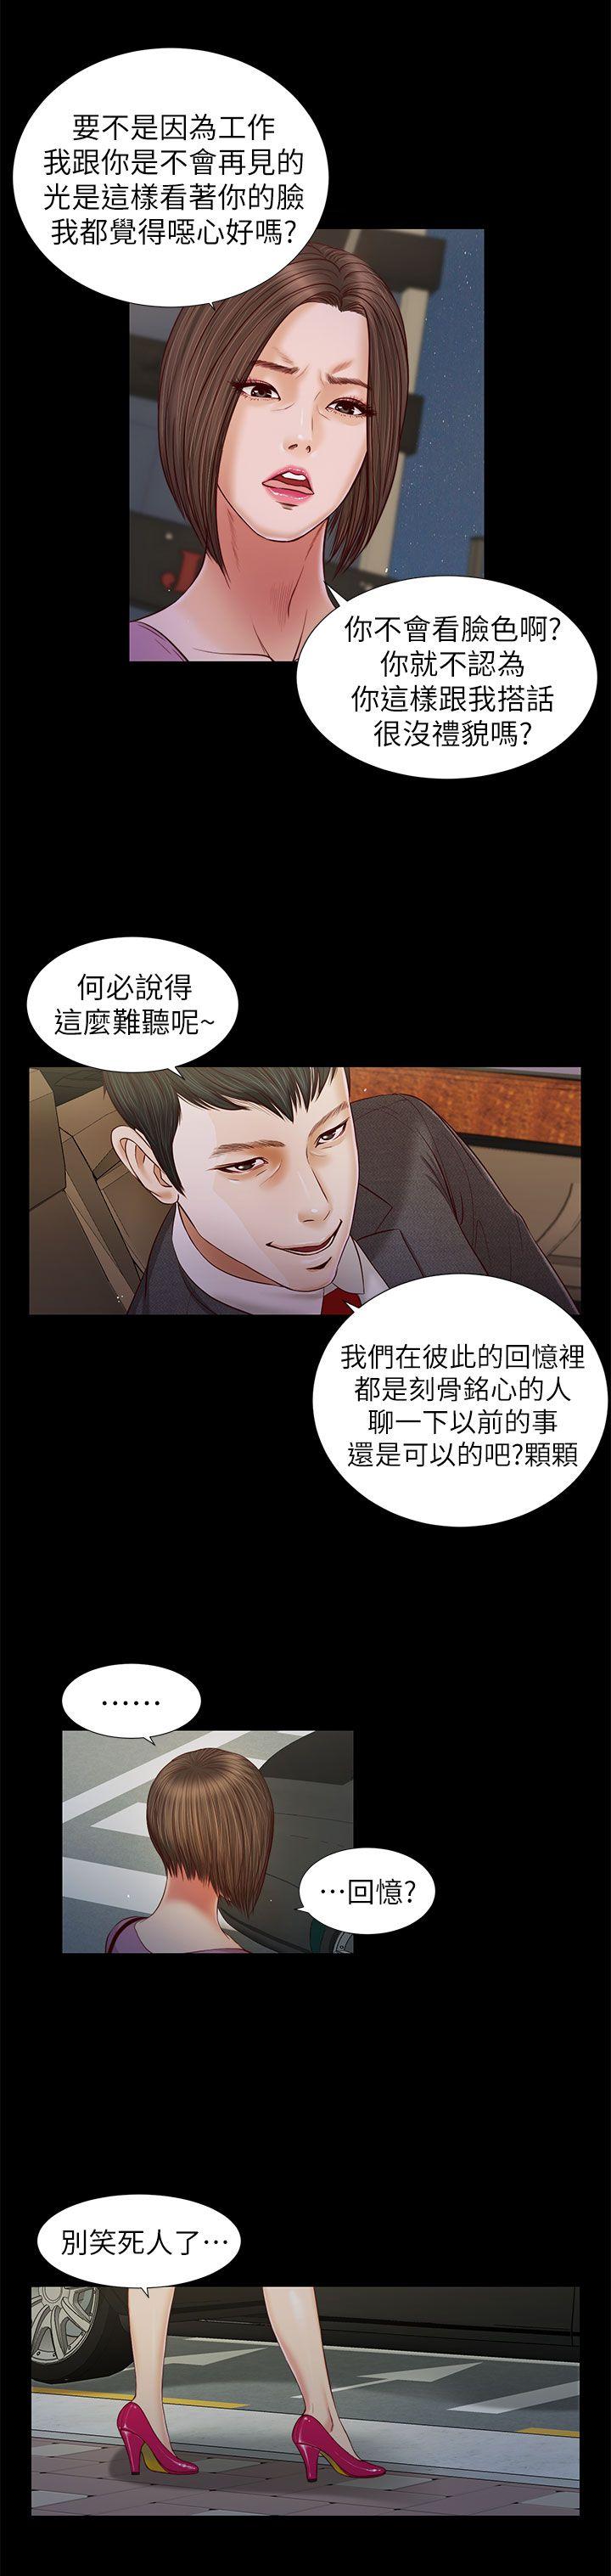 要不是因為工作
我跟你是不會再見的
光是這樣看著你的臉
我都覺得噁心好嗎?
J
你不會看臉色啊?
你就不認為
你這樣跟我搭話
很沒禮貌嗎?
何必說得
這麼難聽呢~
我們在彼此的回憶裡
都是刻骨銘心的人
聊一下以前的事
還是可以的吧?顆顆
……
…回憶?
別笑死人了…